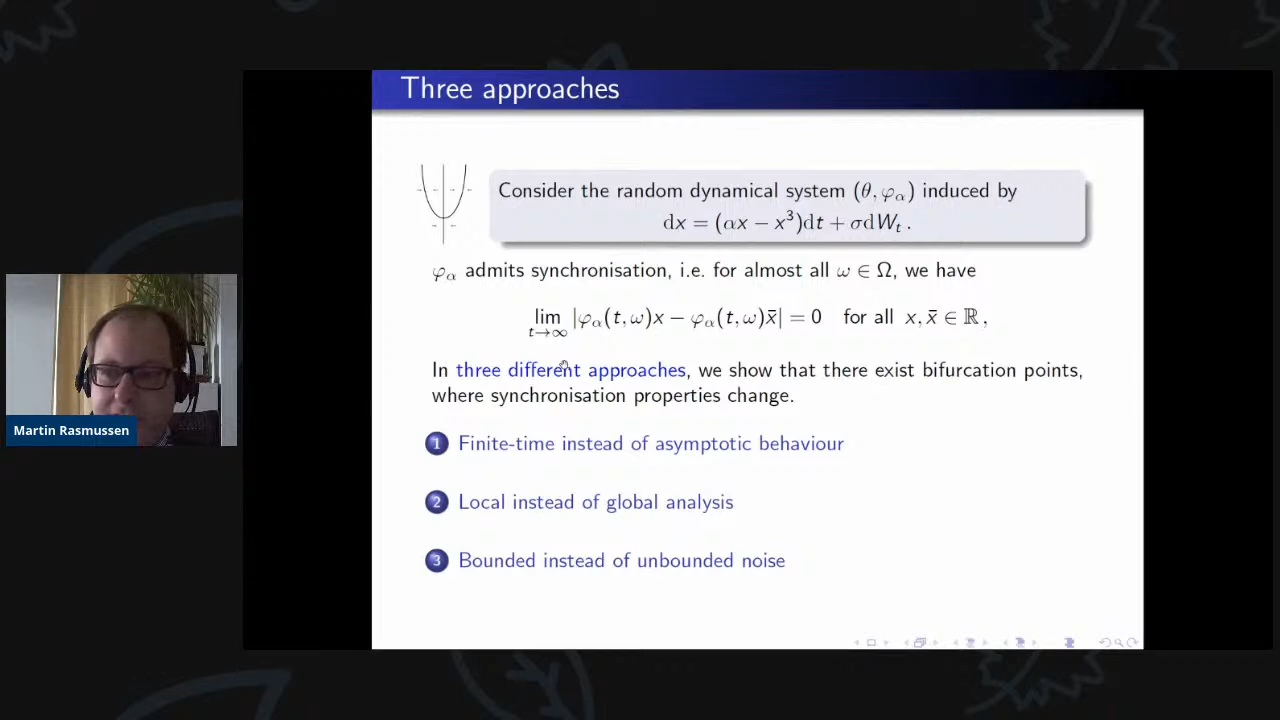 Three approaches
Consider the random dynamical system (θ, φ_α) induced by
dx = (αx − x³)dt + σdW_t .
φ_α admits synchronisation, i.e. for almost all ω ∈ Ω, we have
lim_{t→∞} |φ_α(t, ω)x − φ_α(t, ω)x̄| = 0 for all x, x̄ ∈ ℝ ,
In three different approaches, we show that there exist bifurcation points,
where synchronisation properties change.
1 Finite-time instead of asymptotic behaviour
2 Local instead of global analysis
3 Bounded instead of unbounded noise
Martin Rasmussen